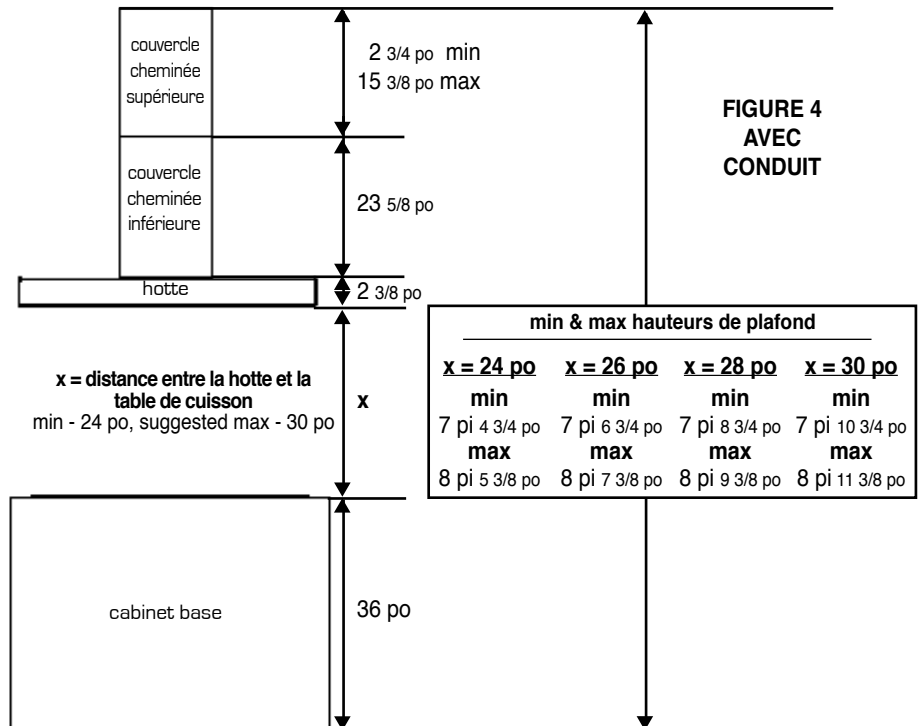 couvercle
cheminée
supérieure
2 3/4 po min
15 3/8 po max
FIGURE 4
AVEC
CONDUIT
couvercle
cheminée
inférieure
23 5/8 po
hotte
2 3/8 po
x = distance entre la hotte et la
table de cuisson
min - 24 po, suggested max - 30 po
x
min & max hauteurs de plafond
x = 24 po x = 26 po x = 28 po x = 30 po
min min min min
7 pi 4 3/4 po 7 pi 6 3/4 po 7 pi 8 3/4 po 7 pi 10 3/4 po
max max max max
8 pi 5 3/8 po 8 pi 7 3/8 po 8 pi 9 3/8 po 8 pi 11 3/8 po
cabinet base
36 po